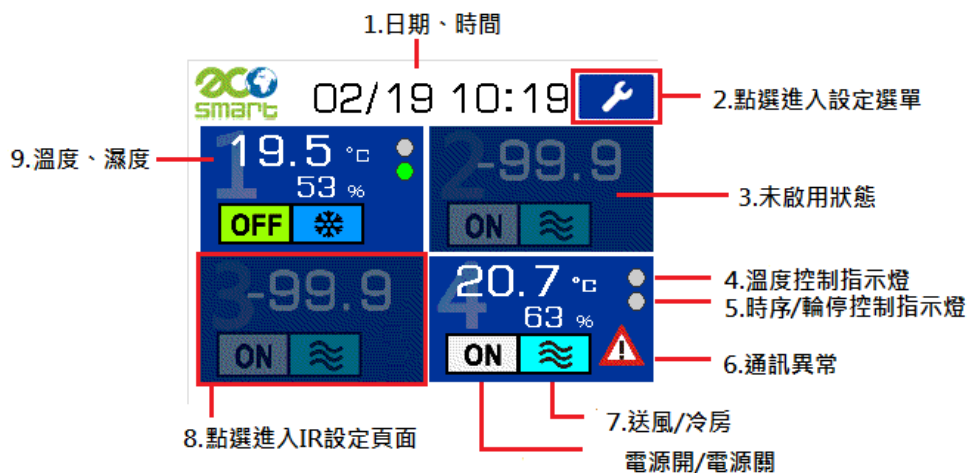 1.日期、時間
eco
smart
02/19 10:19
2.點選進入設定選單
9.溫度、濕度
1
19.5 °C
53 %
OFF
2
-99.9
ON
3.未啟用狀態
3
-99.9
ON
4
20.7 °C
63 %
ON
4.溫度控制指示燈
5.時序/輪停控制指示燈
6.通訊異常
7.送風/冷房
8.點選進入IR設定頁面
電源開/電源關